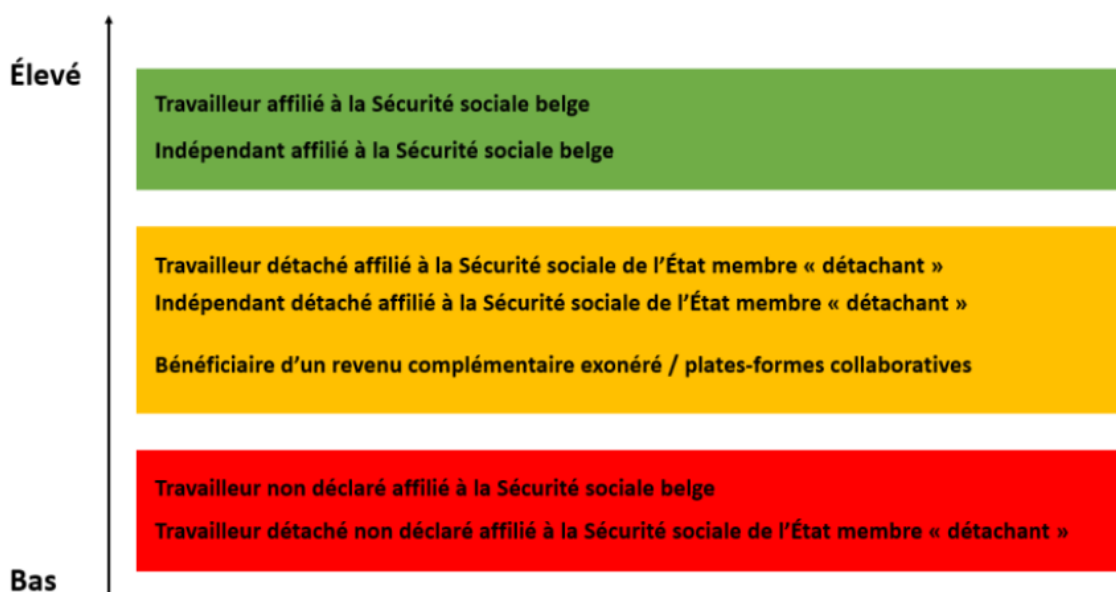 Élevé
Travailleur affilié à la Sécurité sociale belge
Indépendant affilié à la Sécurité sociale belge
Travailleur détaché affilié à la Sécurité sociale de l’État membre « détachant »
Indépendant détaché affilié à la Sécurité sociale de l’État membre « détachant »
Bénéficiaire d’un revenu complémentaire exonéré / plates-formes collaboratives
Travailleur non déclaré affilié à la Sécurité sociale belge
Travailleur détaché non déclaré affilié à la Sécurité sociale de l’État membre « détachant »
Bas